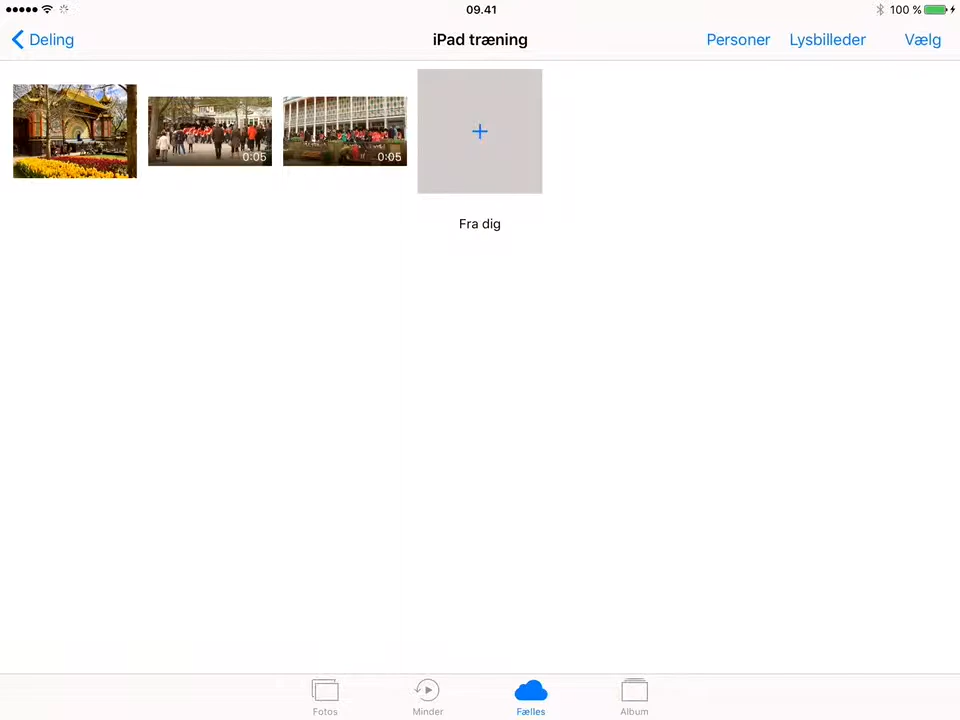 09.41
100 %
Deling
iPad træning
Personer
Lysbilleder
Vælg
0:05
0:05
Fra dig
Fotos
Minder
Fælles
Album